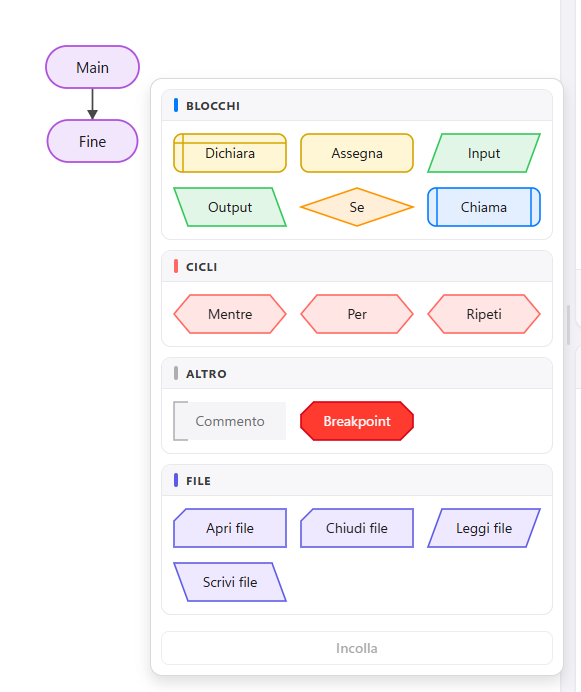 Main
Fine
BLOCCHI
Dichiara
Assegna
Input
Output
Se
Chiama
CICLI
Mentre
Per
Ripeti
ALTRO
Commento
Breakpoint
FILE
Apri file
Chiudi file
Leggi file
Scrivi file
Incolla